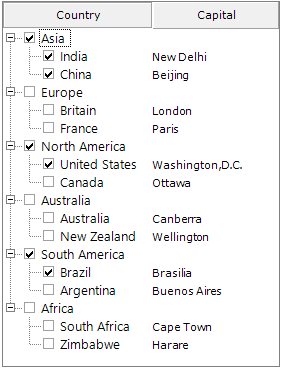 Country Capital
Asia
India New Delhi
China Beijing
Europe
Britain London
France Paris
North America
United States Washington,D.C.
Canada Ottawa
Australia
Australia Canberra
New Zealand Wellington
South America
Brazil Brasilia
Argentina Buenos Aires
Africa
South Africa Cape Town
Zimbabwe Harare